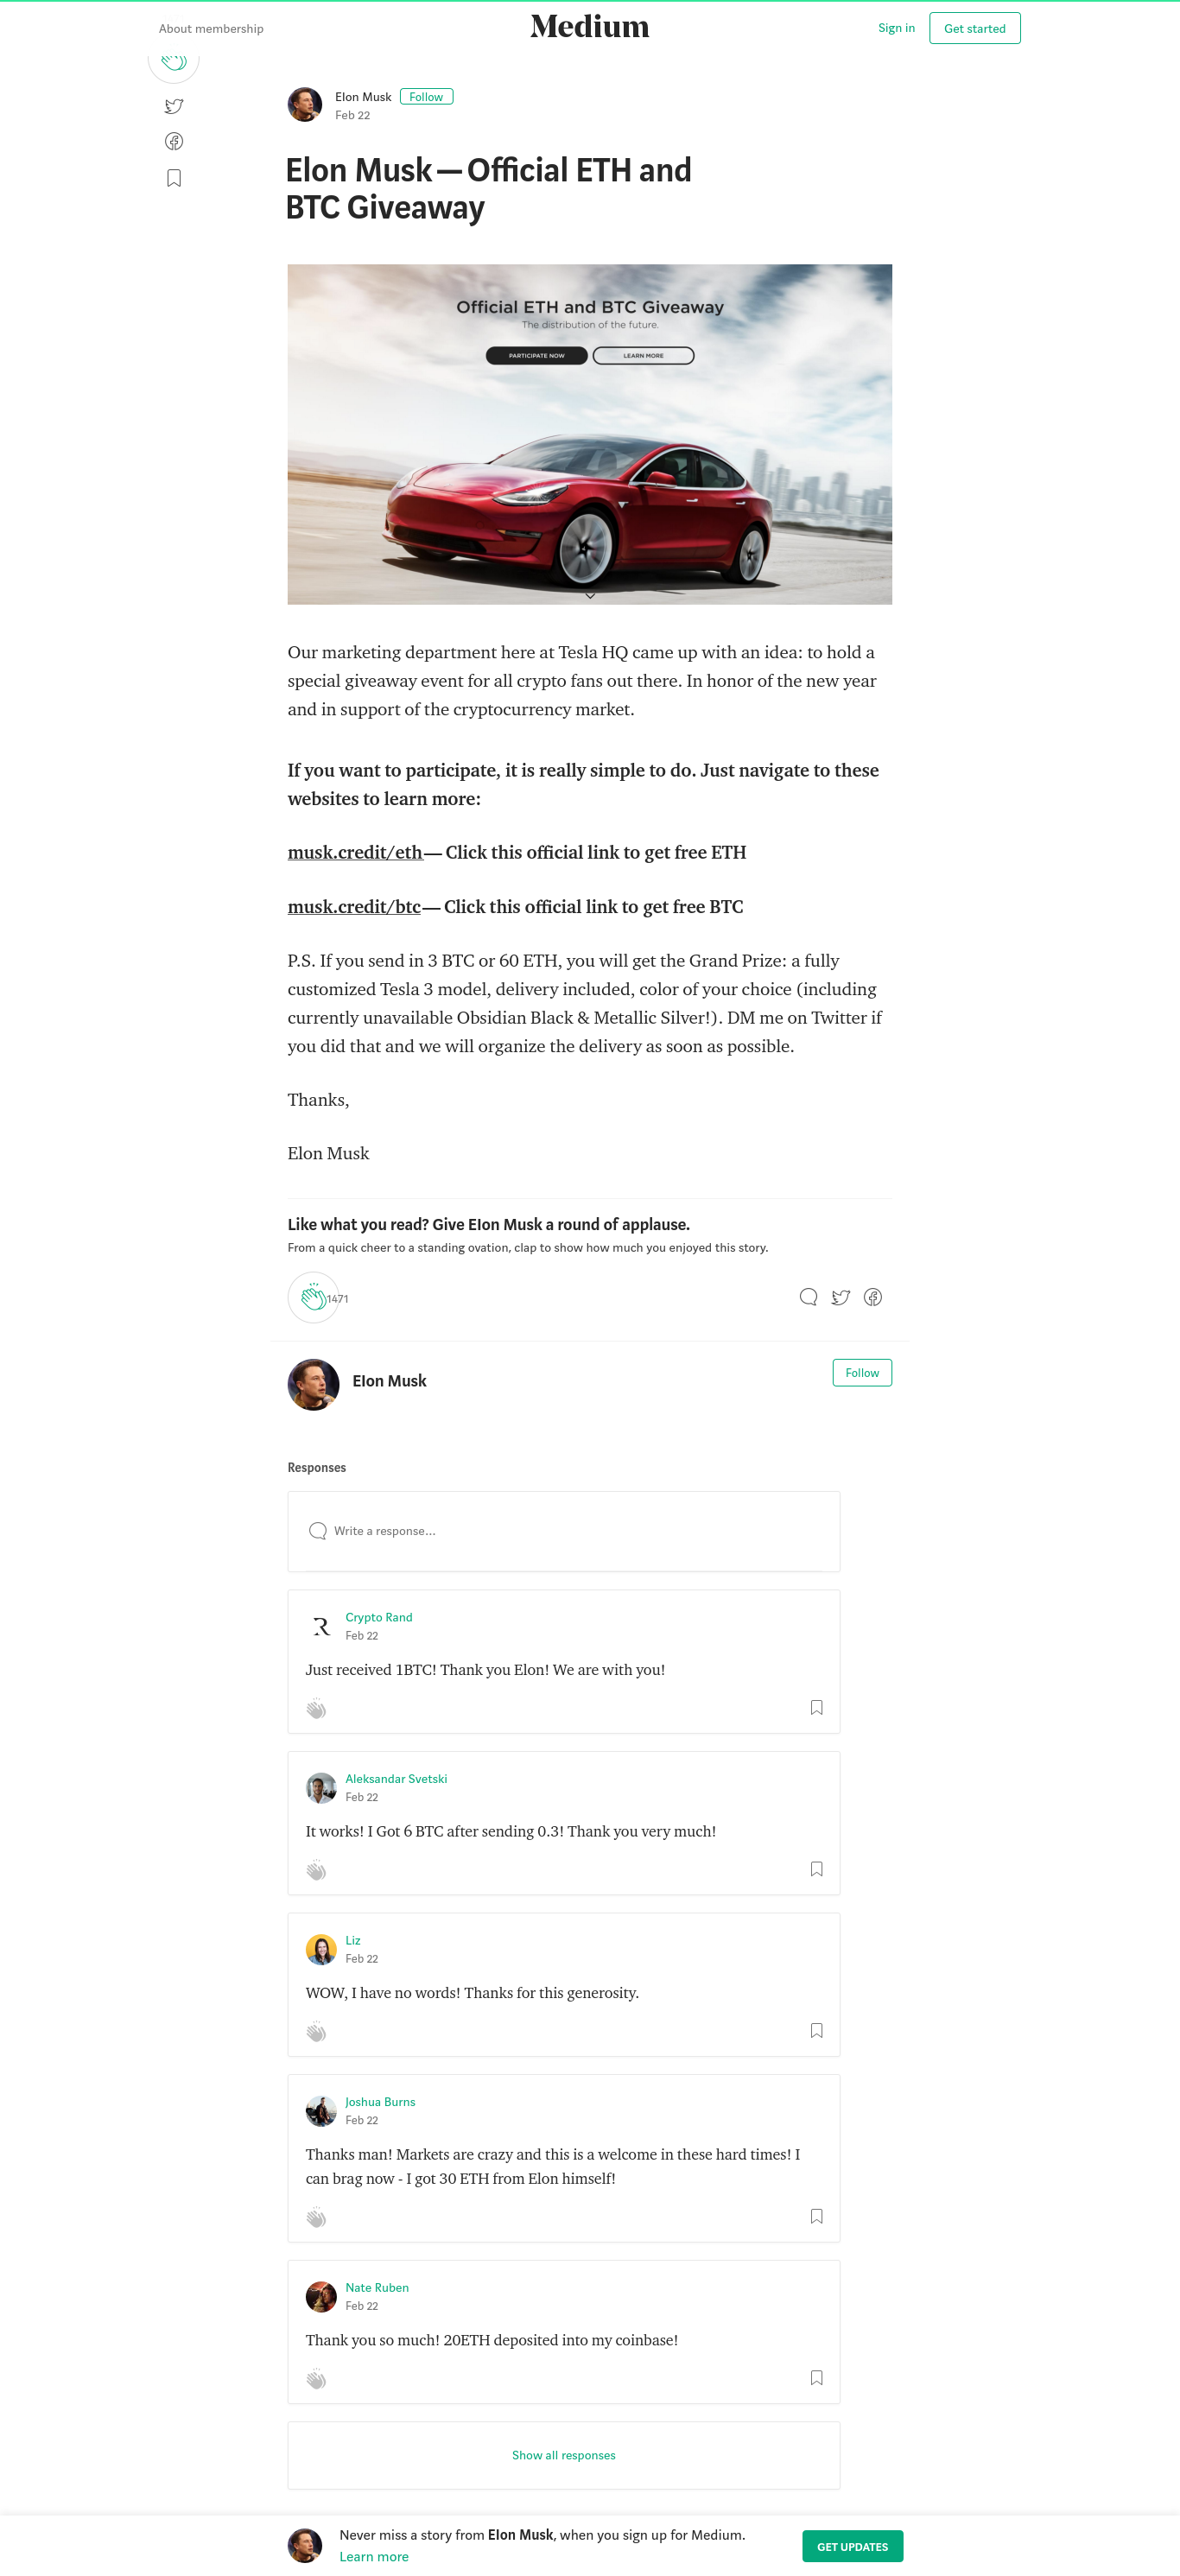 About membership
Medium
Sign in
Get started
Elon Musk
Follow
Feb 22
Elon Musk — Official ETH and
BTC Giveaway
Official ETH and BTC Giveaway
The distribution of the future.
PARTICIPATE NOW
LEARN MORE
Our marketing department here at Tesla HQ came up with an idea: to hold a
special giveaway event for all crypto fans out there. In honor of the new year
and in support of the cryptocurrency market.
If you want to participate, it is really simple to do. Just navigate to these
websites to learn more:
musk.credit/eth — Click this official link to get free ETH
musk.credit/btc — Click this official link to get free BTC
P.S. If you send in 3 BTC or 60 ETH, you will get the Grand Prize: a fully
customized Tesla 3 model, delivery included, color of your choice (including
currently unavailable Obsidian Black & Metallic Silver!). DM me on Twitter if
you did that and we will organize the delivery as soon as possible.
Thanks,
Elon Musk
Like what you read? Give EIon Musk a round of applause.
From a quick cheer to a standing ovation, clap to show how much you enjoyed this story.
1471
EIon Musk
Follow
Responses
Write a response...
Crypto Rand
Feb 22
Just received 1BTC! Thank you Elon! We are with you!
Aleksandar Svetski
Feb 22
It works! I Got 6 BTC after sending 0.3! Thank you very much!
Liz
Feb 22
WOW, I have no words! Thanks for this generosity.
Joshua Burns
Feb 22
Thanks man! Markets are crazy and this is a welcome in these hard times! I
can brag now - I got 30 ETH from Elon himself!
Nate Ruben
Feb 22
Thank you so much! 20ETH deposited into my coinbase!
Show all responses
Never miss a story from EIon Musk, when you sign up for Medium.
Learn more
GET UPDATES